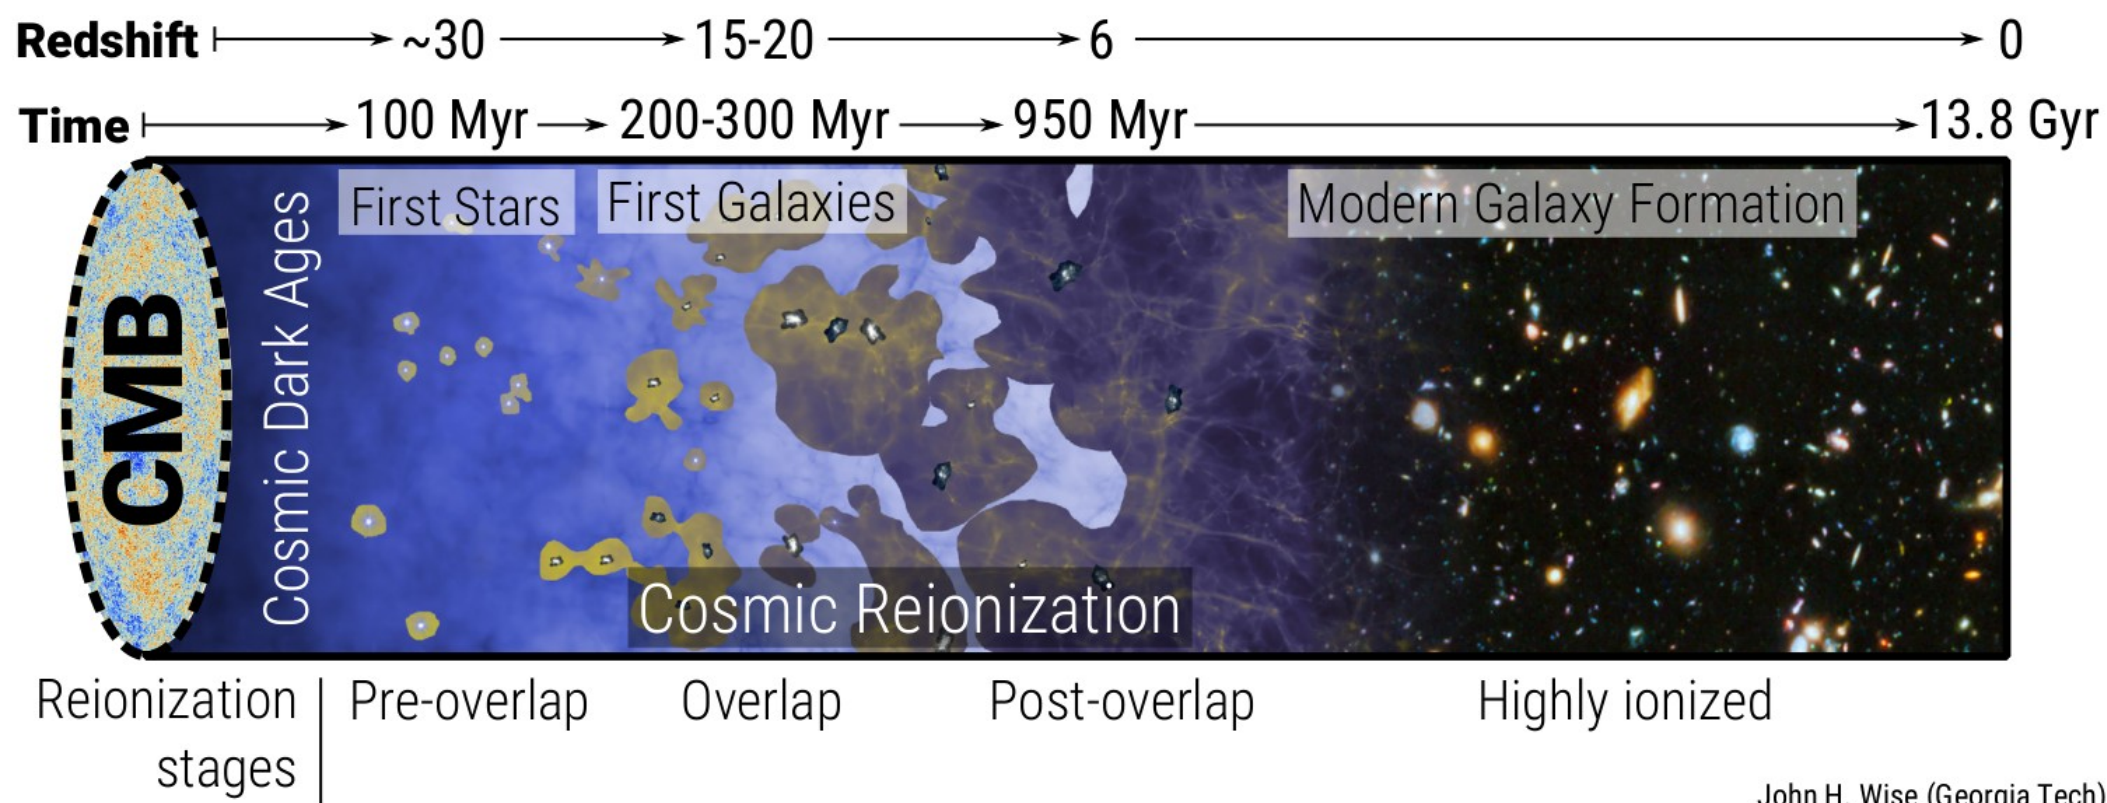 Redshift ~30 15-20 6 0
Time 100 Myr 200-300 Myr 950 Myr 13.8 Gyr
CMB
Cosmic Dark Ages
First Stars
First Galaxies
Modern Galaxy Formation
Cosmic Reionization
Reionization
stages
Pre-overlap
Overlap
Post-overlap
Highly ionized
John H. Wise (Georgia Tech)